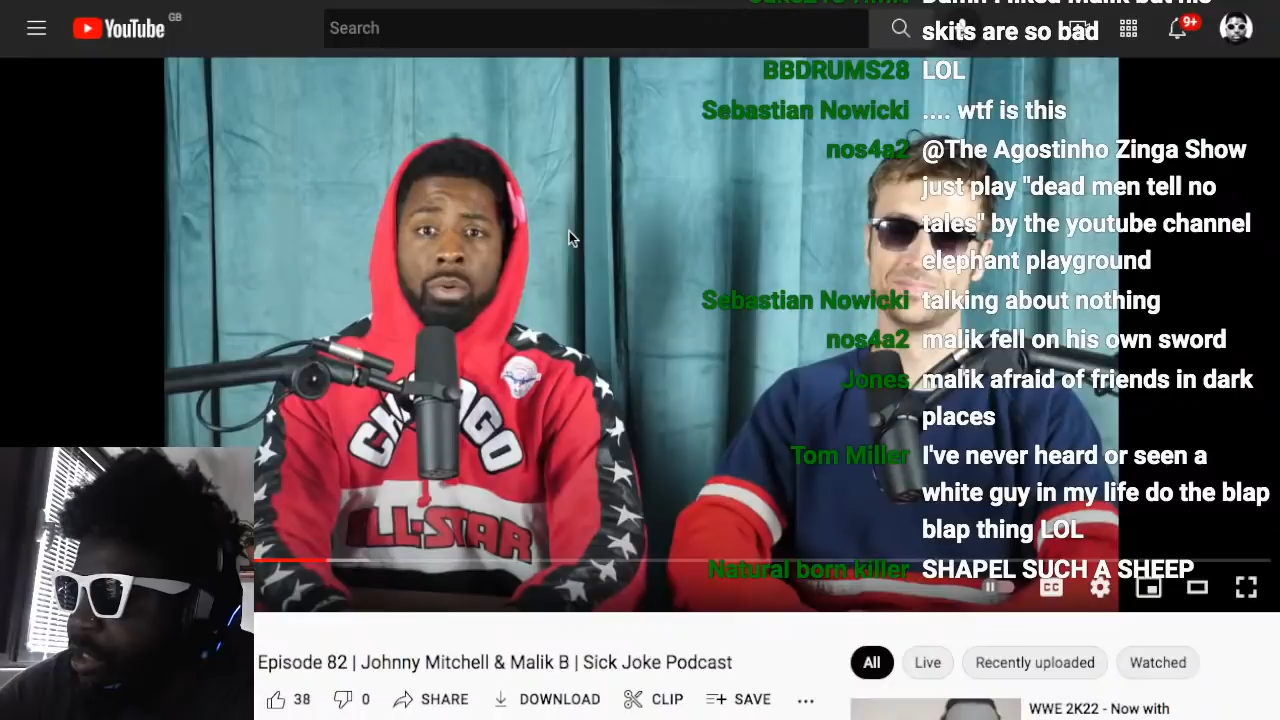 YouTube GB
Search
9+
skits are so bad
BBDRUMS28 LOL
Sebastian Nowicki .... wtf is this
nos4a2 @The Agostinho Zinga Show
just play "dead men tell no
tales" by the youtube channel
elephant playground
Sebastian Nowicki talking about nothing
nos4a2 malik fell on his own sword
Jones malik afraid of friends in dark
places
Tom Miller I've never heard or seen a
white guy in my life do the blap
blap thing LOL
Natural born killer SHAPEL SUCH A SHEEP
CHICAGO
ALL-STAR
CC
Episode 82 | Johnny Mitchell & Malik B | Sick Joke Podcast
All Live Recently uploaded Watched
38 0 SHARE DOWNLOAD CLIP SAVE
WWE 2K22 - Now with